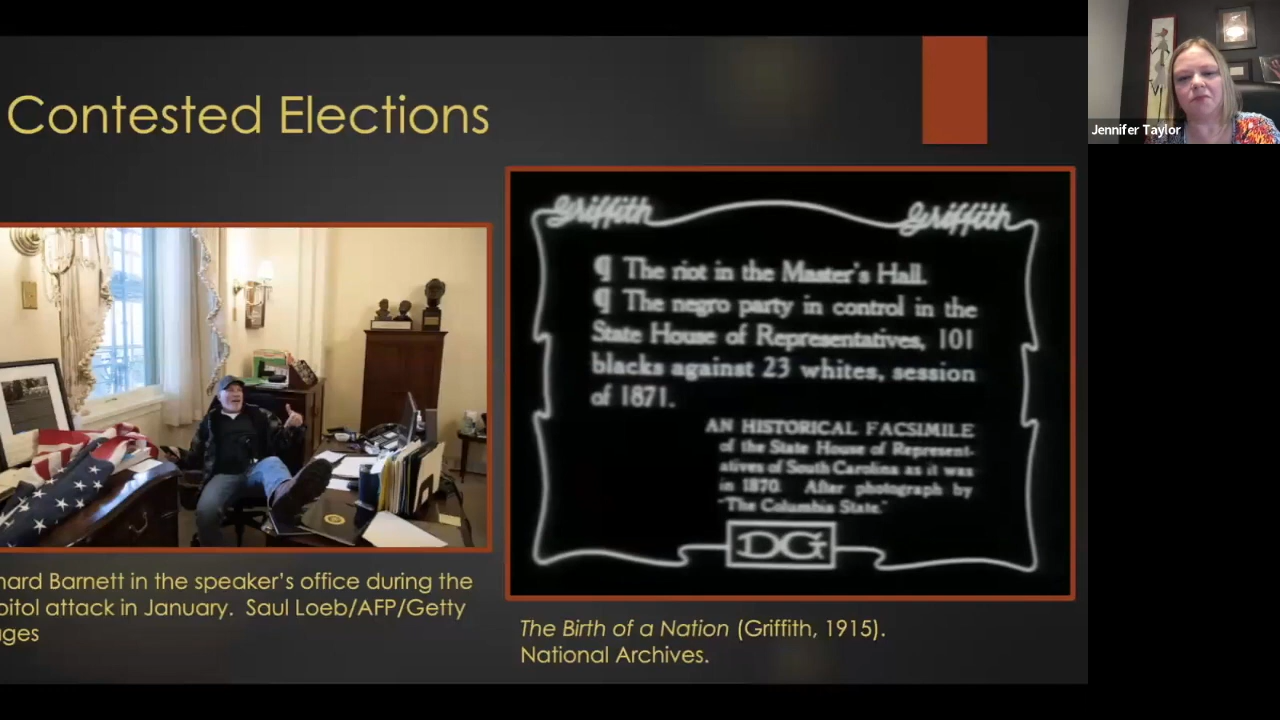 Contested Elections
Jennifer Taylor
Griffith Griffith
¶ The riot in the Master's Hall.
¶ The negro party in control in the
State House of Representatives, 101
blacks against 23 whites, session
of 1871.
AN HISTORICAL FACSIMILE
of the State House of Represent-
atives of South Carolina as it was
in 1870. After photograph by
"The Columbia State."
DG
hard Barnett in the speaker's office during the
pitol attack in January. Saul Loeb/AFP/Getty
ges
The Birth of a Nation (Griffith, 1915).
National Archives.